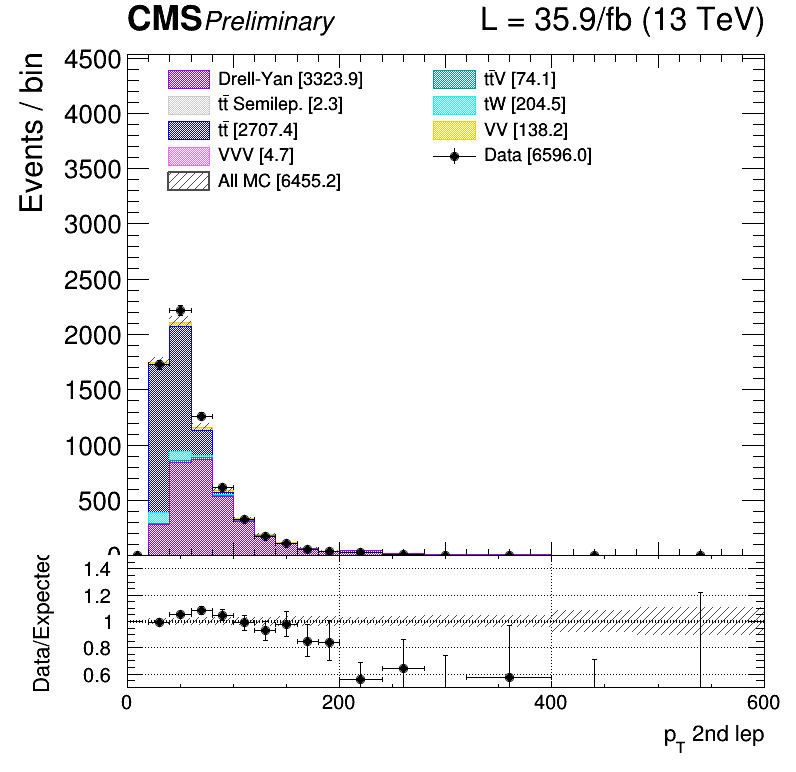 CMS Preliminary L = 35.9/fb (13 TeV)
Events / bin
4500
4000
3500
3000
2500
2000
1500
1000
500
0
Drell-Yan [3323.9]
tt̄ Semilep. [2.3]
tt̄ [2707.4]
VVV [4.7]
All MC [6455.2]
tt̄V [74.1]
tW [204.5]
VV [138.2]
Data [6596.0]
Data/Expected
1.4
1.2
1
0.8
0.6
0 200 400 600
p_T 2nd lep